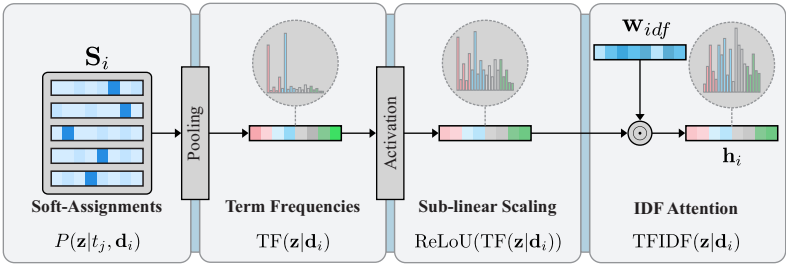 S_i
Soft-Assignments
P(z|t_j, d_i)
Pooling
Term Frequencies
TF(z|d_i)
Activation
Sub-linear Scaling
ReLoU(TF(z|d_i))
w_idf
h_i
IDF Attention
TFIDF(z|d_i)